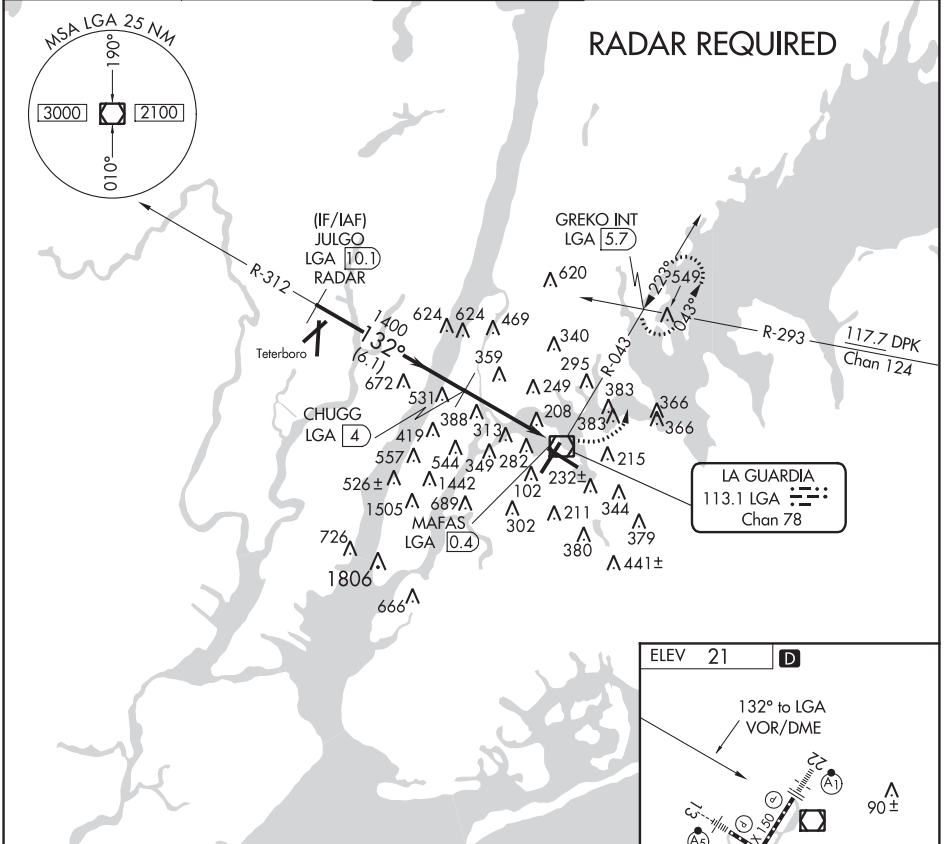 MSA LGA 25 NM
190°
3000
2100
010°
RADAR REQUIRED
(IF/IAF)
JULGO
LGA 10.1
RADAR
R-312
Teterboro
1400
132°
(6.1)
GREKO INT
LGA 5.7
620
223°
549
043°
R-043
R-293
117.7 DPK
Chan 124
624
624
469
340
359
295
672
531
249
383
CHUGG
LGA 4
388
208
383
366
366
419
313
557
544
349
282
215
526±
1442
102
232±
LA GUARDIA
113.1 LGA
Chan 78
1505
689
302
211
344
MAFAS
LGA 0.4
379
726
380
1806
441±
666
ELEV 21
D
132° to LGA
VOR/DME
22
A1
90±
13
P
P
X 150
A5